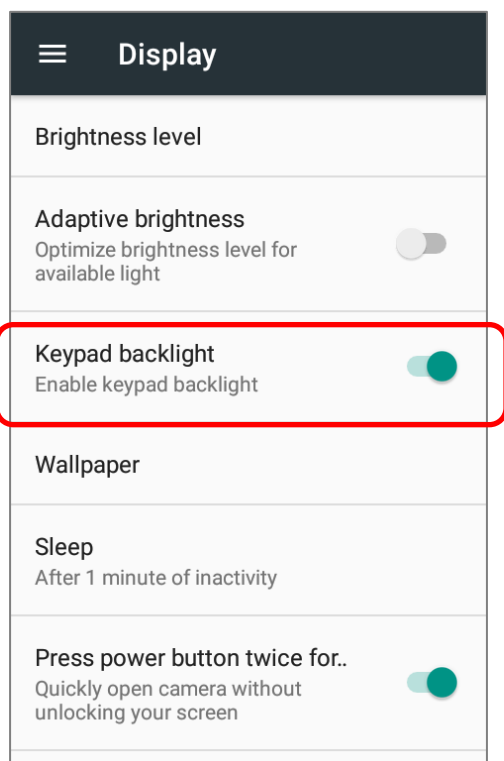 Display
Brightness level
Adaptive brightness
Optimize brightness level for
available light
Keypad backlight
Enable keypad backlight
Wallpaper
Sleep
After 1 minute of inactivity
Press power button twice for..
Quickly open camera without
unlocking your screen